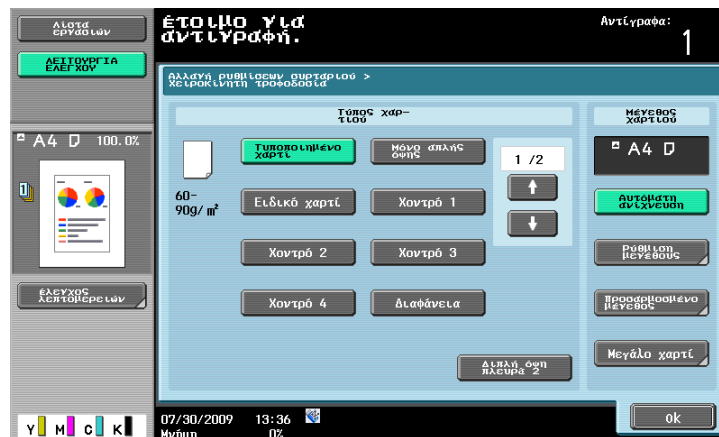 Λίστα
εργασιών
έτοιμο για
αντιγραφή.
Αντίγραφα:
1
ΛΕΙΤΟΥΡΓΙΑ
ΕΛΕΓΧΟΥ
Αλλαγή ρυθμίσεων συρταριού >
Χειροκίνητη τροφοδοσία
Τύπος χαρ-
τιού
Μέγεθος
χαρτιού
A4 100.0%
Τυποποιημένο
χαρτί
Μόνο απλής
όψης
1 /2
A4
60-
90g/㎡
Ειδικό χαρτί
Χοντρό 1
Αυτόματη
ανίχνευση
1
Χοντρό 2
Χοντρό 3
Ρύθμιση
μεγέθους
έλεγχος
λεπτομερειών
Χοντρό 4
Διαφάνεια
Προσαρμοσμένο
μέγεθος
Διπλή όψη
πλευρά 2
Μεγάλο χαρτί
Y M C K
07/30/2009 13:36
Μνήμη 0%
ok